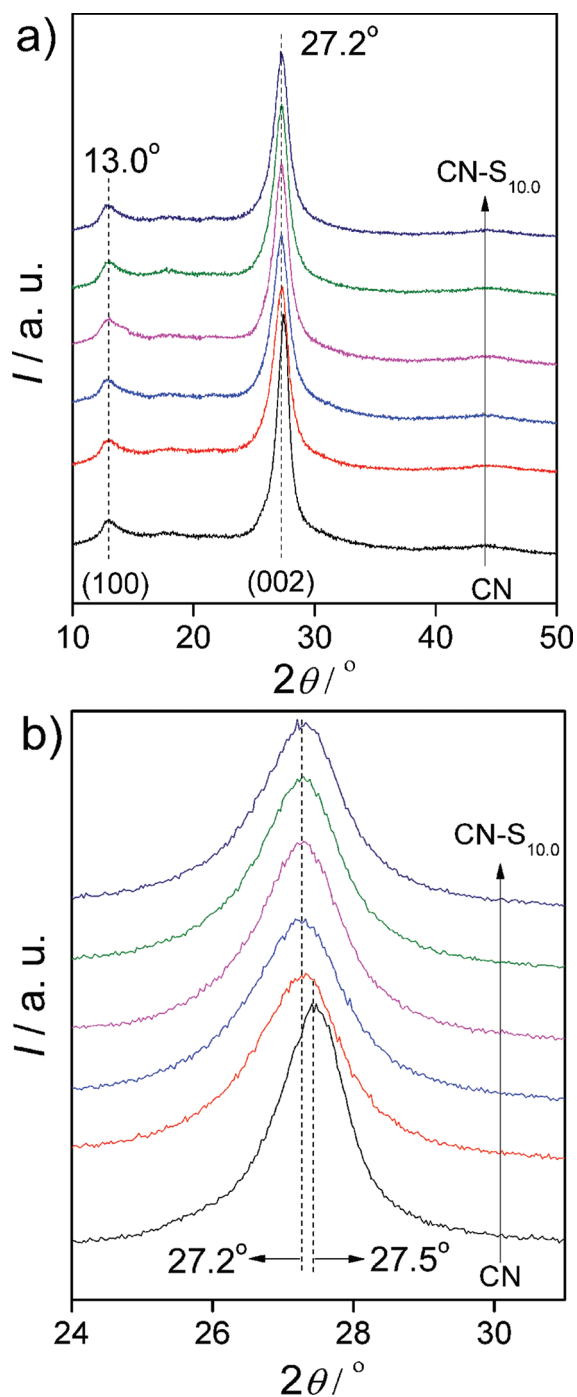 a)
27.2°
13.0°
CN-S10.0
I / a. u.
(100)
(002)
CN
10 20 30 40 50
2θ / °
b)
CN-S10.0
I / a. u.
27.2°
27.5°
CN
24 26 28 30
2θ / °